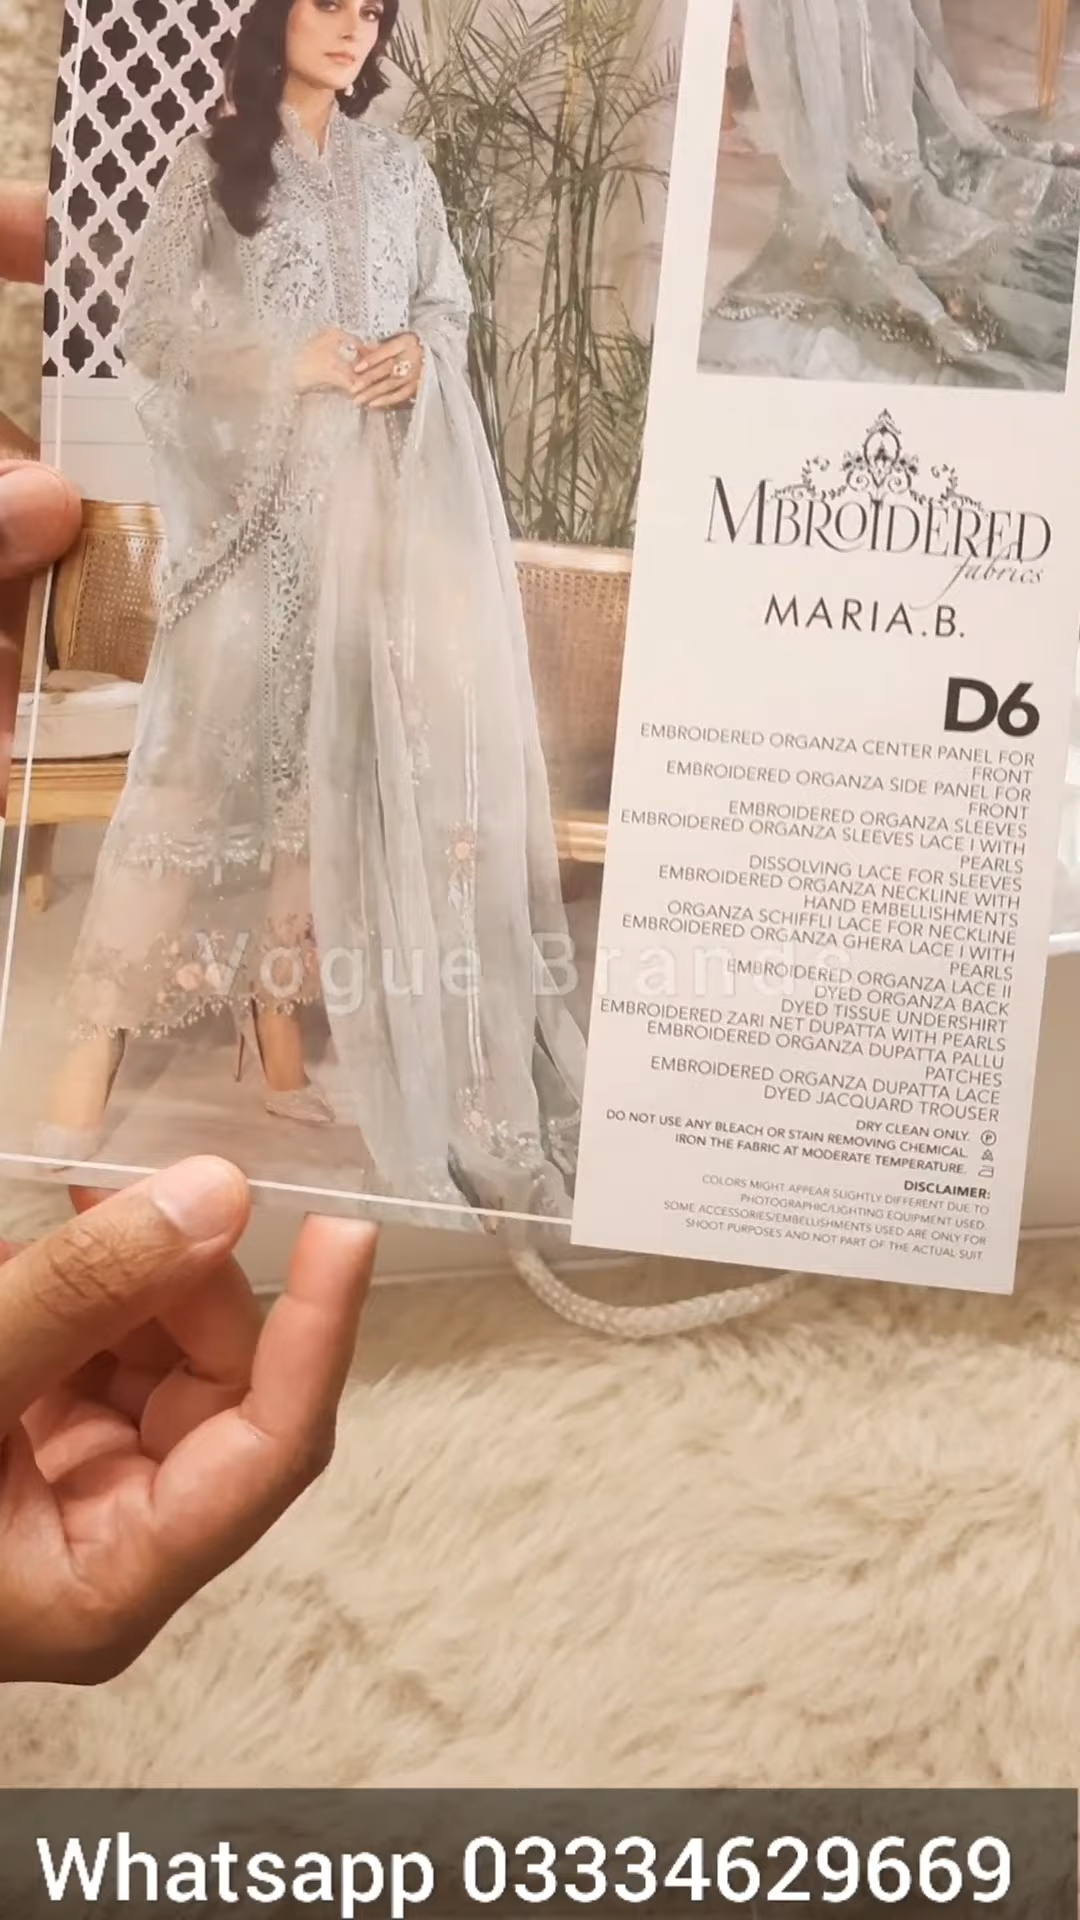 MBROIDERED
fabrics
MARIA.B.
D6
EMBROIDERED ORGANZA CENTER PANEL FOR
FRONT
EMBROIDERED ORGANZA SIDE PANEL FOR
FRONT
EMBROIDERED ORGANZA SLEEVES
EMBROIDERED ORGANZA SLEEVES LACE I WITH
PEARLS
DISSOLVING LACE FOR SLEEVES
EMBROIDERED ORGANZA NECKLINE WITH
HAND EMBELLISHMENTS
ORGANZA SCHIFFLI LACE FOR NECKLINE
EMBROIDERED ORGANZA GHERA LACE I WITH
PEARLS
EMBROIDERED ORGANZA LACE II
DYED ORGANZA BACK
DYED TISSUE UNDERSHIRT
EMBROIDERED ZARI NET DUPATTA WITH PEARLS
EMBROIDERED ORGANZA DUPATTA PALLU
PATCHES
EMBROIDERED ORGANZA DUPATTA LACE
DYED JACQUARD TROUSER
DRY CLEAN ONLY. P
DO NOT USE ANY BLEACH OR STAIN REMOVING CHEMICAL.
IRON THE FABRIC AT MODERATE TEMPERATURE.
DISCLAIMER:
COLORS MIGHT APPEAR SLIGHTLY DIFFERENT DUE TO
PHOTOGRAPHIC/LIGHTING EQUIPMENT USED.
SOME ACCESSORIES/EMBELLISHMENTS USED ARE ONLY FOR
SHOOT PURPOSES AND NOT PART OF THE ACTUAL SUIT.
Vogue Brands
Whatsapp 03334629669